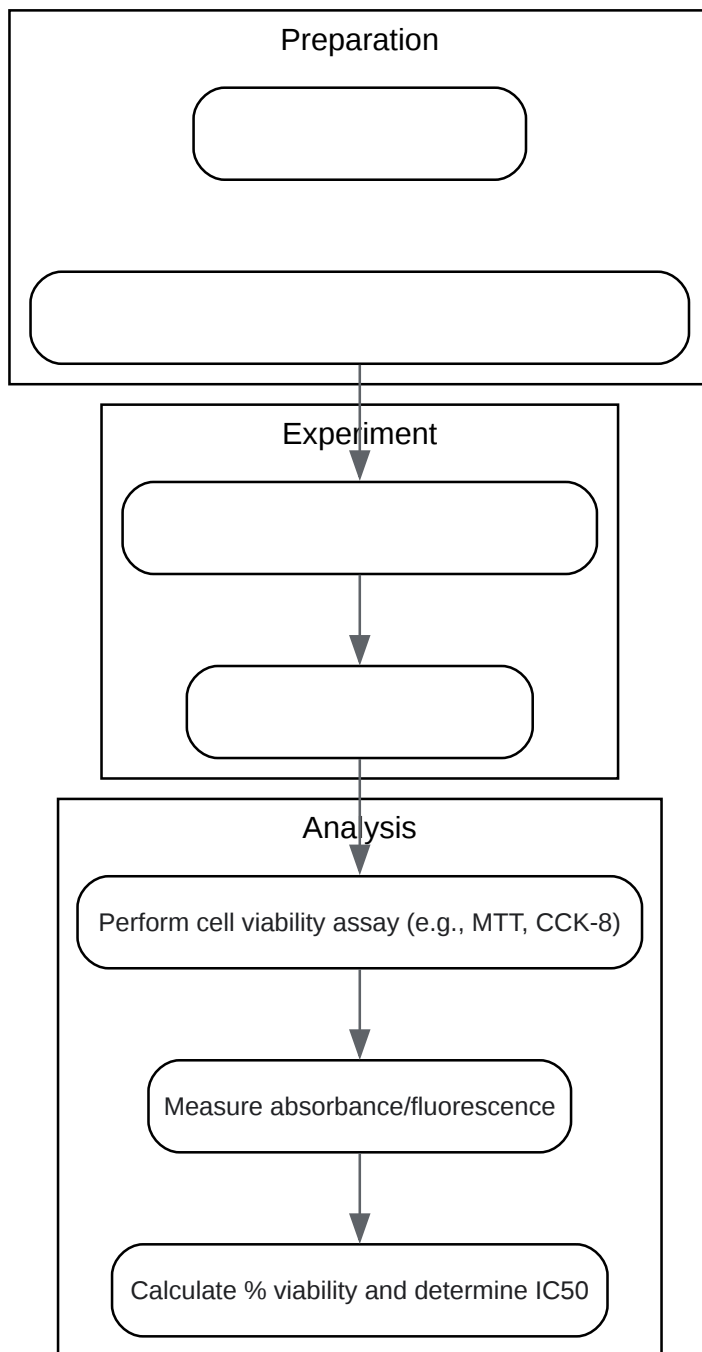 Preparation
Experiment
Analysis
Perform cell viability assay (e.g., MTT, CCK-8)
Measure absorbance/fluorescence
Calculate % viability and determine IC50